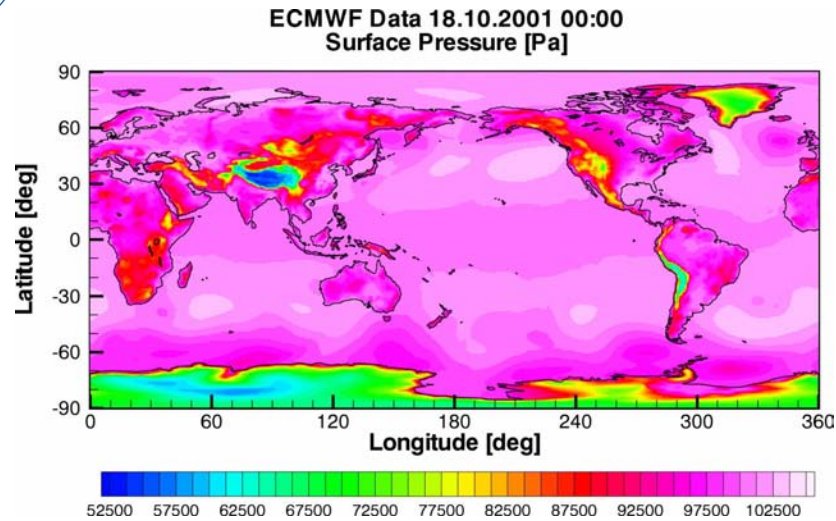 ECMWF Data 18.10.2001 00:00
Surface Pressure [Pa]
90
60
30
0
-30
-60
-90
Latitude [deg]
0 60 120 180 240 300 360
Longitude [deg]
52500 57500 62500 67500 72500 77500 82500 87500 92500 97500 102500